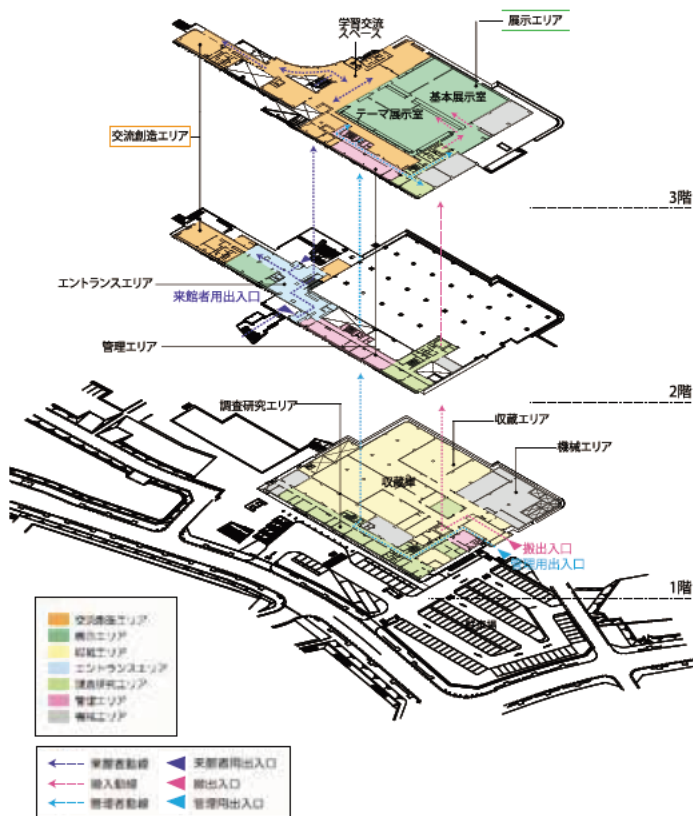 学習交流
スペース
展示エリア
基本展示室
テーマ展示室
交流創造エリア
3階
エントランスエリア
来館者用出入口
管理エリア
2階
調査研究エリア
収蔵エリア
機械エリア
収蔵庫
搬出入口
管理用出入口
1階
駐車場
交流創造エリア
展示エリア
収蔵エリア
エントランスエリア
調査研究エリア
管理エリア
機械エリア
来館者動線
来館者用出入口
搬入動線
搬出入口
管理者動線
管理用出入口